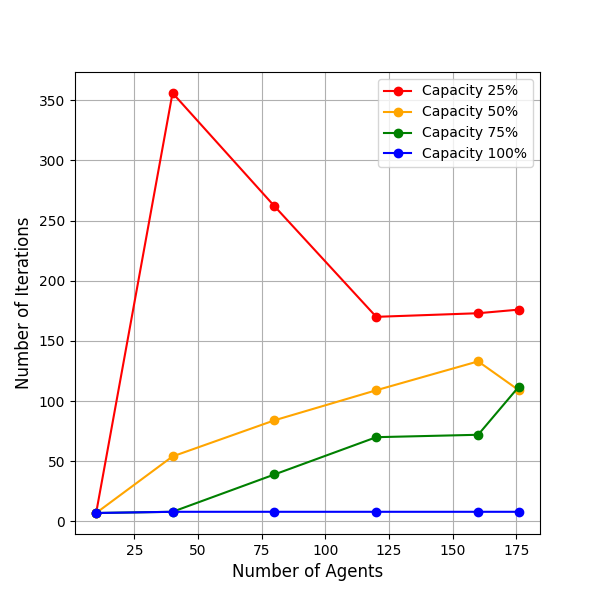 Capacity 25%
Capacity 50%
Capacity 75%
Capacity 100%
350
300
250
200
150
100
50
0
Number of Iterations
25 50 75 100 125 150 175
Number of Agents